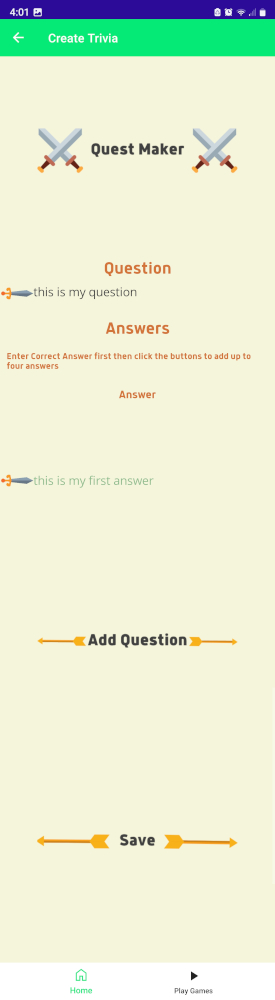 4:01
Create Trivia
Quest Maker
Question
this is my question
Answers
Enter Correct Answer first then click the buttons to add up to
four answers
Answer
this is my first answer
Add Question
Save
Home
Play Games